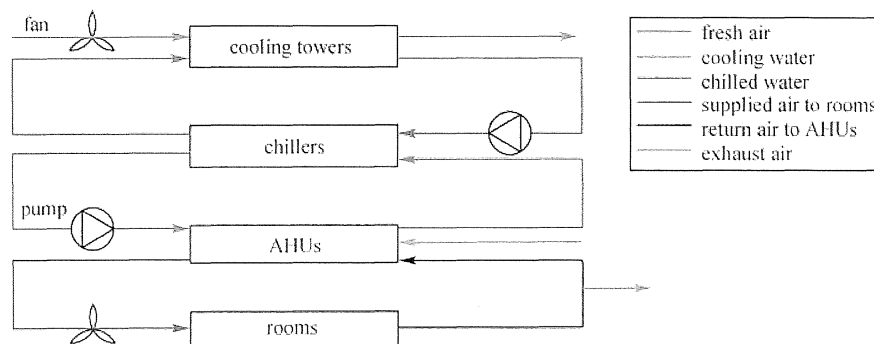 fan
cooling towers
chillers
pump
AHUs
rooms
fresh air
cooling water
chilled water
supplied air to rooms
return air to AHUs
exhaust air